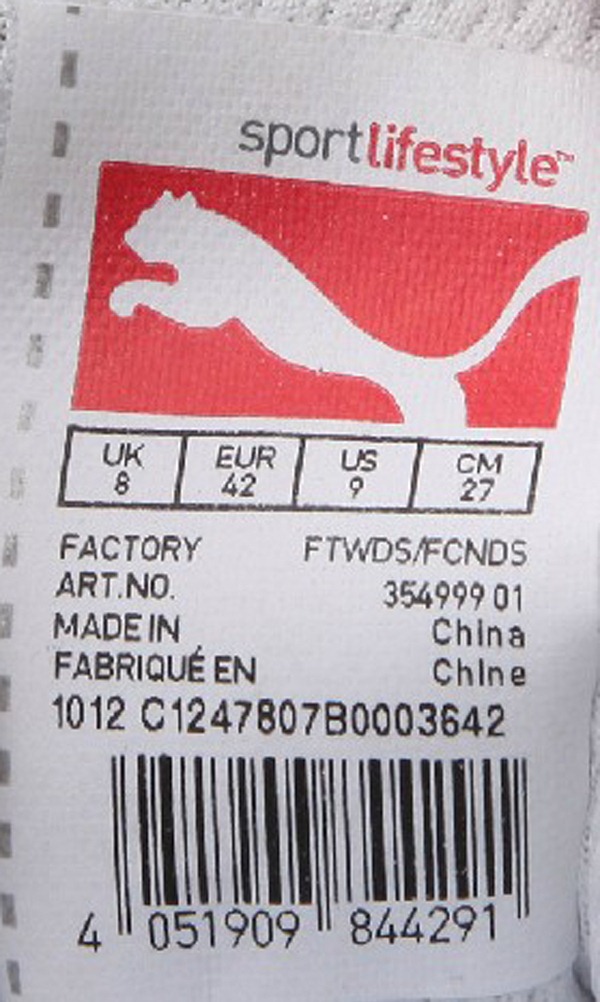 sportlifestyle™
UK EUR US CM
8 42 9 27
FACTORY FTWDS/FCNDS
ART.NO. 354999 01
MADE IN China
FABRIQUÉ EN Chine
1012 C1247807B0003642
4 051909 844291